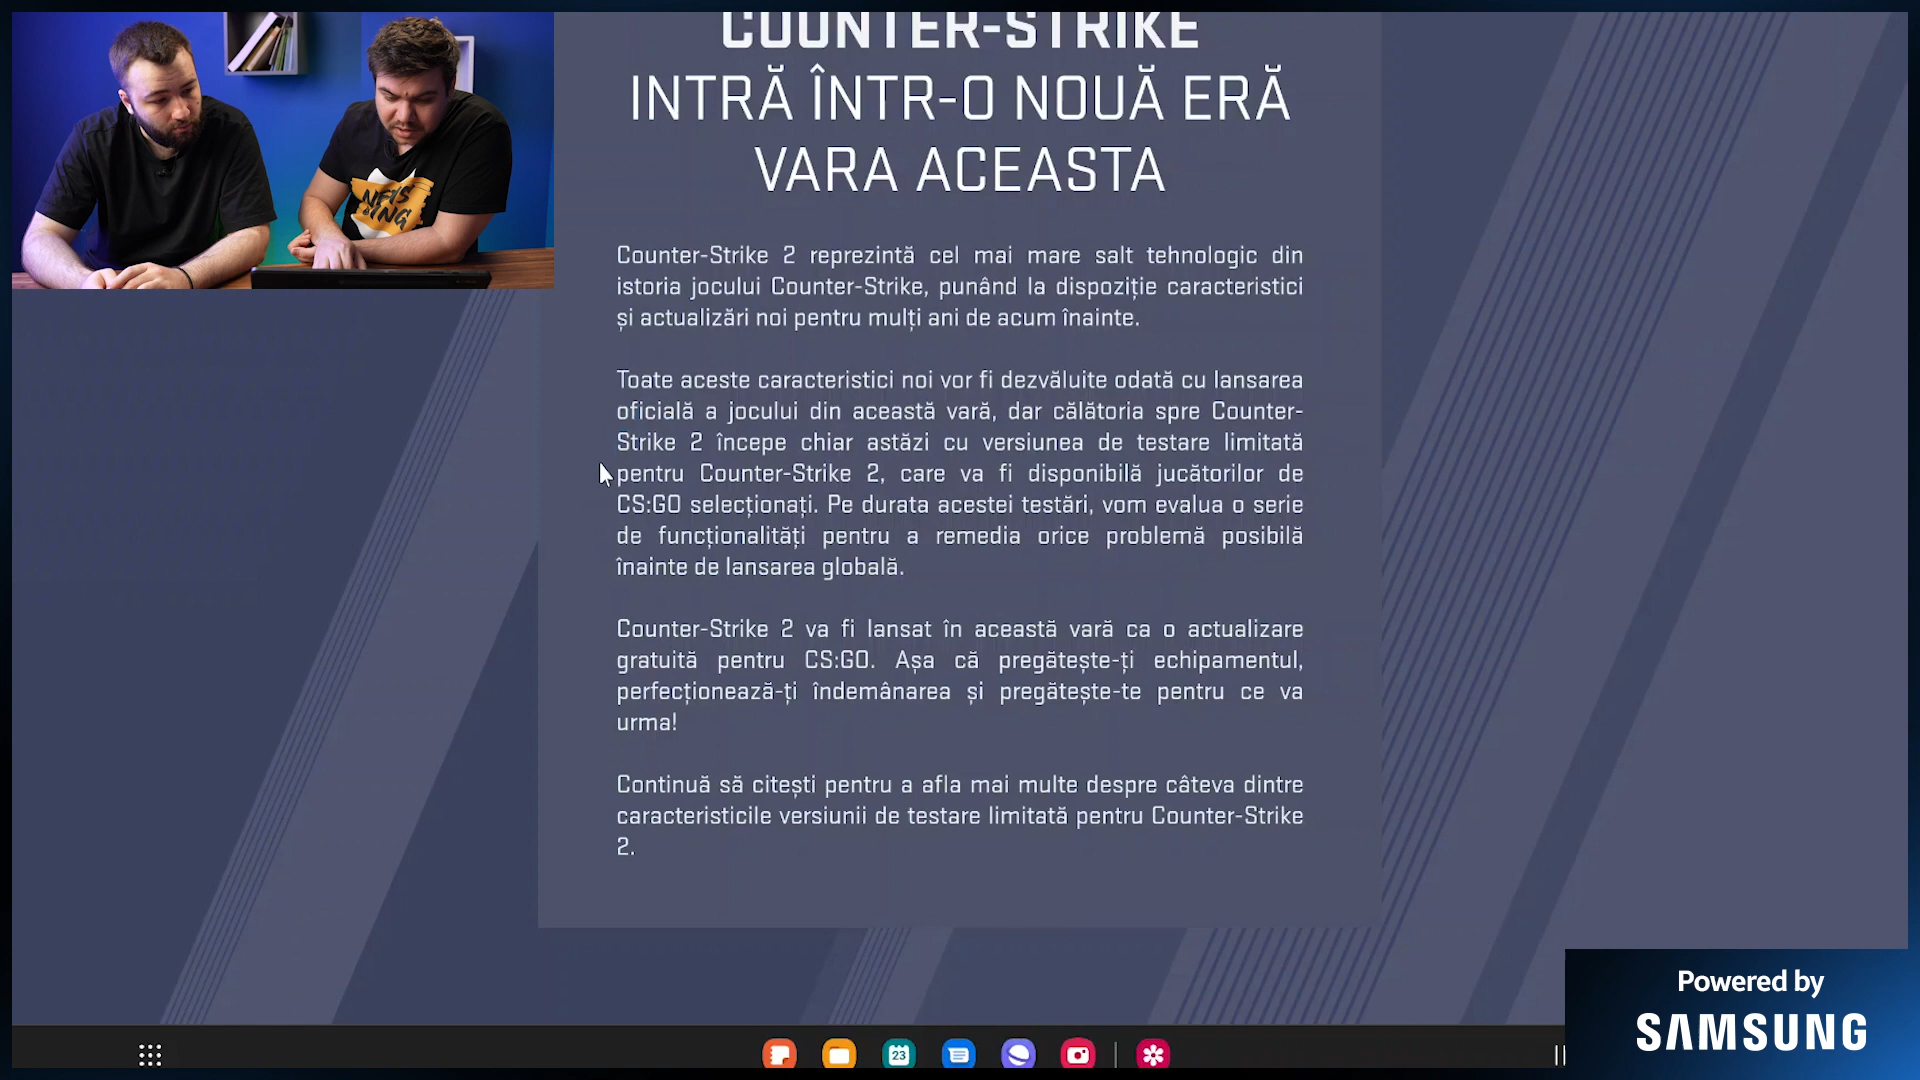 COUNTER-STRIKE
INTRĂ ÎNTR-O NOUĂ ERĂ
VARA ACEASTA
Counter-Strike 2 reprezintă cel mai mare salt tehnologic din
istoria jocului Counter-Strike, punând la dispoziție caracteristici
și actualizări noi pentru mulți ani de acum înainte.
Toate aceste caracteristici noi vor fi dezvăluite odată cu lansarea
oficială a jocului din această vară, dar călătoria spre Counter-
Strike 2 începe chiar astăzi cu versiunea de testare limitată
pentru Counter-Strike 2, care va fi disponibilă jucătorilor de
CS:GO selecționați. Pe durata acestei testări, vom evalua o serie
de funcționalități pentru a remedia orice problemă posibilă
înainte de lansarea globală.
Counter-Strike 2 va fi lansat în această vară ca o actualizare
gratuită pentru CS:GO. Așa că pregătește-ți echipamentul,
perfecționează-ți îndemânarea și pregătește-te pentru ce va
urma!
Continuă să citești pentru a afla mai multe despre câteva dintre
caracteristicile versiunii de testare limitată pentru Counter-Strike
2.
23
Powered by
SAMSUNG